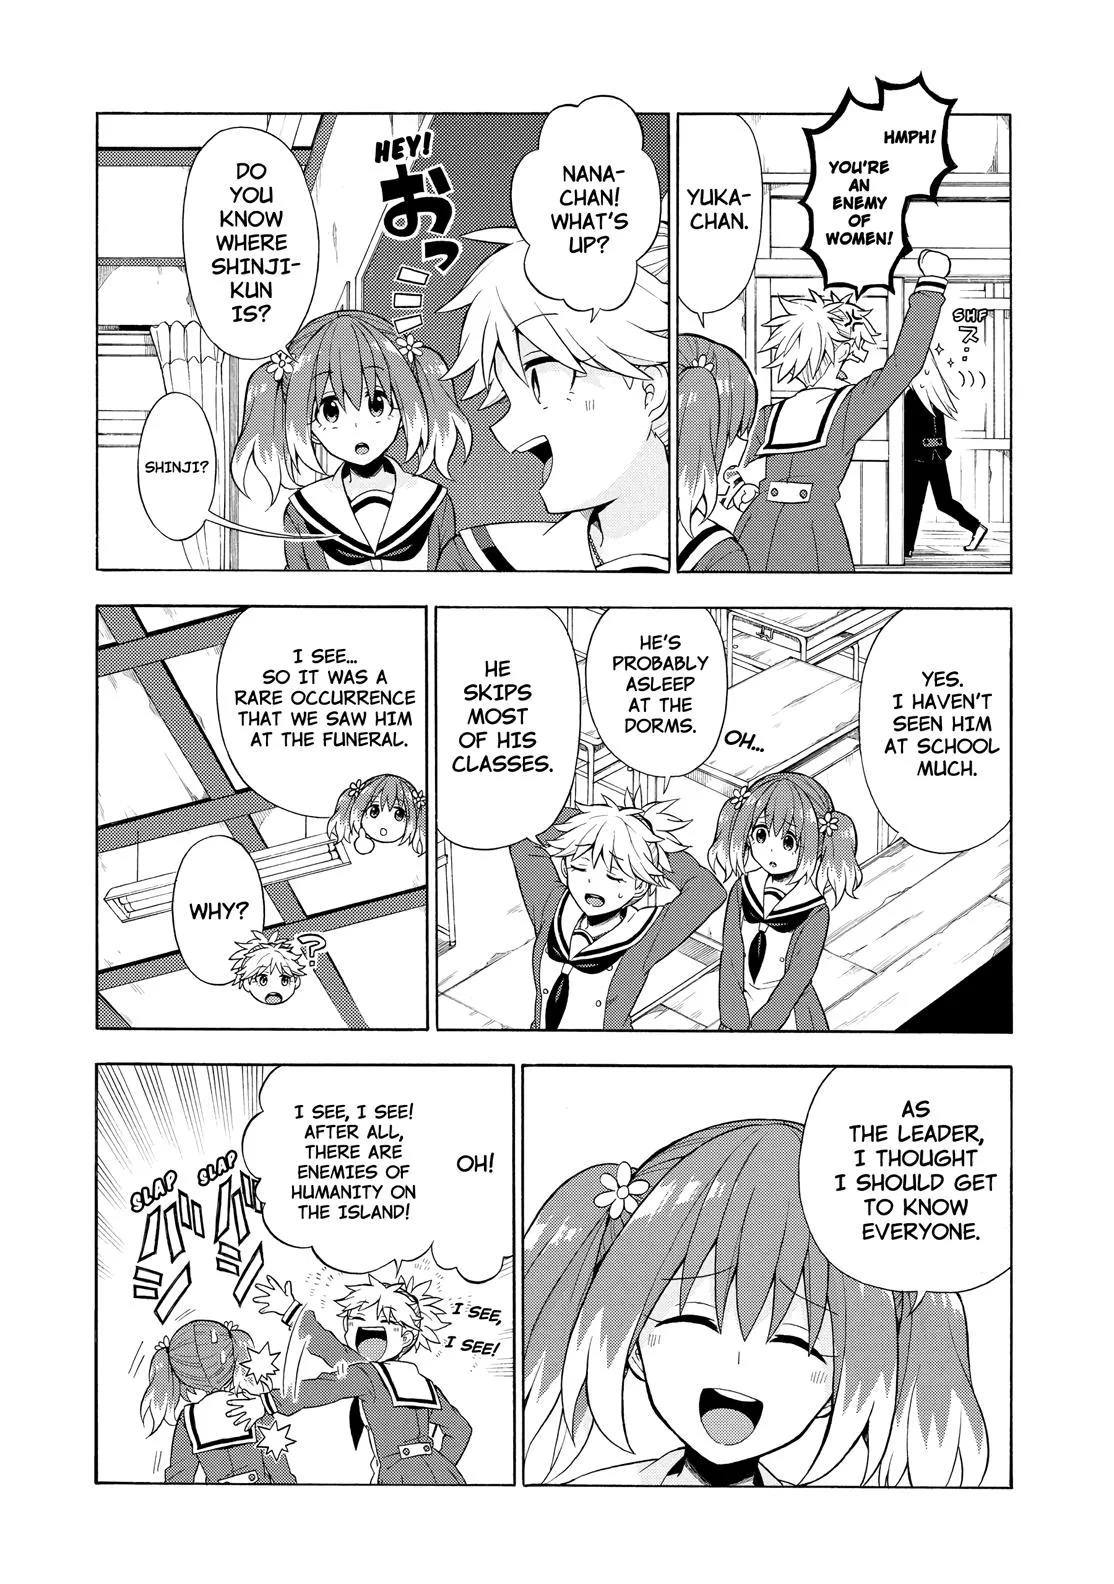 HMPH!
YOU'RE
AN
ENEMY
OF
WOMEN!
SHF
ス..
YUKA-
CHAN.
NANA-
CHAN!
WHAT'S
UP?
HEY!
おっ
DO
YOU
KNOW
WHERE
SHINJI-
KUN
IS?
SHINJI?
YES.
I HAVEN'T
SEEN HIM
AT SCHOOL
MUCH.
OH...
HE'S
PROBABLY
ASLEEP
AT THE
DORMS.
HE
SKIPS
MOST
OF HIS
CLASSES.
I SEE...
SO IT WAS A
RARE OCCURRENCE
THAT WE SAW HIM
AT THE FUNERAL.
WHY?
?
AS
THE LEADER,
I THOUGHT
I SHOULD GET
TO KNOW
EVERYONE.
OH!
I SEE, I SEE!
AFTER ALL,
THERE ARE
ENEMIES OF
HUMANITY ON
THE ISLAND!
I SEE,
I SEE!
SLAP
SLAP
バシ
バシ